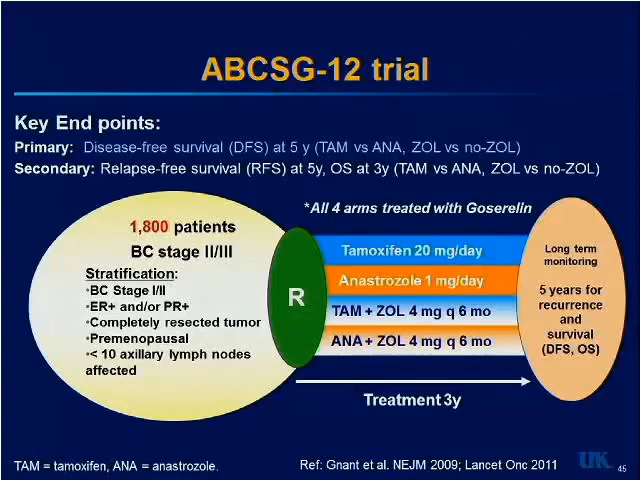 ABCSG-12 trial
Key End points:
Primary: Disease-free survival (DFS) at 5 y (TAM vs ANA, ZOL vs no-ZOL)
Secondary: Relapse-free survival (RFS) at 5y, OS at 3y (TAM vs ANA, ZOL vs no-ZOL)
1,800 patients
BC stage II/III
Stratification:
•BC Stage I/II
•ER+ and/or PR+
•Completely resected tumor
•Premenopausal
•< 10 axillary lymph nodes
affected
R
*All 4 arms treated with Goserelin
Tamoxifen 20 mg/day
Anastrozole 1 mg/day
TAM + ZOL 4 mg q 6 mo
ANA + ZOL 4 mg q 6 mo
Treatment 3y
Long term
monitoring
5 years for
recurrence
and
survival
(DFS, OS)
TAM = tamoxifen, ANA = anastrozole.
Ref: Gnant et al. NEJM 2009; Lancet Onc 2011
UK
45